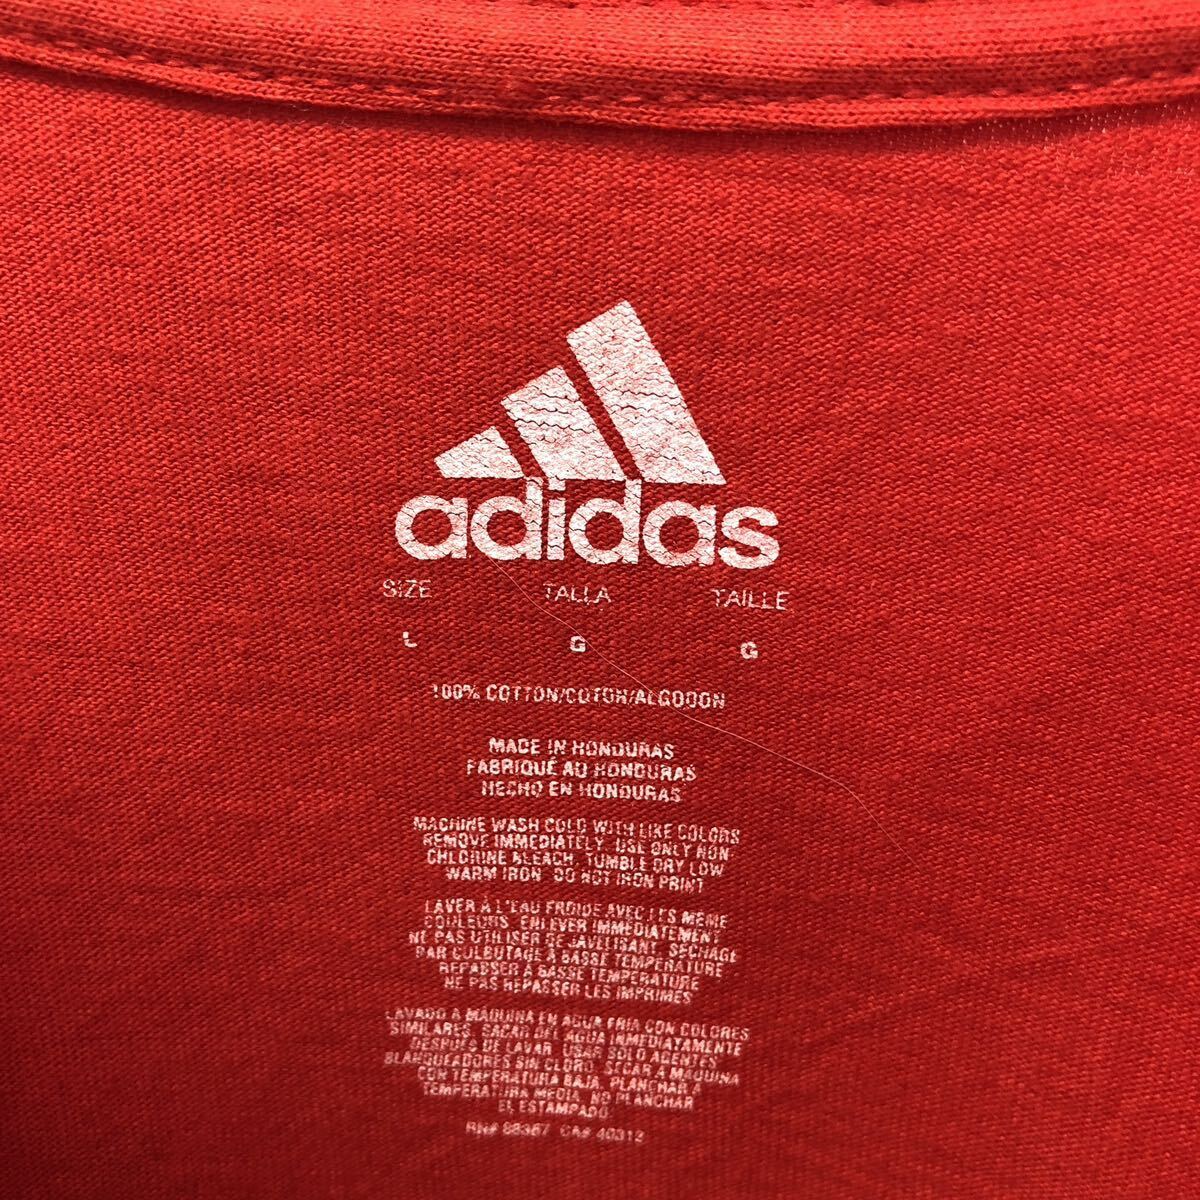 adidas
SIZE TALLA TAILLE
L G G
100% COTTON/COTON/ALGODON
MADE IN HONDURAS
FABRIQUÉ AU HONDURAS
HECHO EN HONDURAS
MACHINE WASH COLD WITH LIKE COLORS
REMOVE IMMEDIATELY, USE ONLY NON
CHLORINE BLEACH, TUMBLE DRY LOW
WARM IRON DO NOT IRON PRINT
LAVER À L'EAU FROIDE AVEC LES MÊME
COULEURS, ENLEVER IMMÉDIATEMENT
NE PAS UTILISER DE JAVELISANT, SÉCHAGE
PAR CULBUTAGE À BASSE TEMPÉRATURE
REPASSER À BASSE TEMPÉRATURE
NE PAS REPASSER LES IMPRIMÉS
LAVADO A MÁQUINA EN AGUA FRIA CON COLORES
SIMILARES, SACAR DEL AGUA INMEDIATAMENTE
DESPUÉS DE LAVAR, USAR SOLO AGENTES
BLANQUEADORES SIN CLORO, SECAR A MÁQUINA
CON TEMPERATURA BAJA, PLANCHAR A
TEMPERATURA MEDIA, NO PLANCHAR
EL ESTAMPADO
RN# 88387 CA# 40312